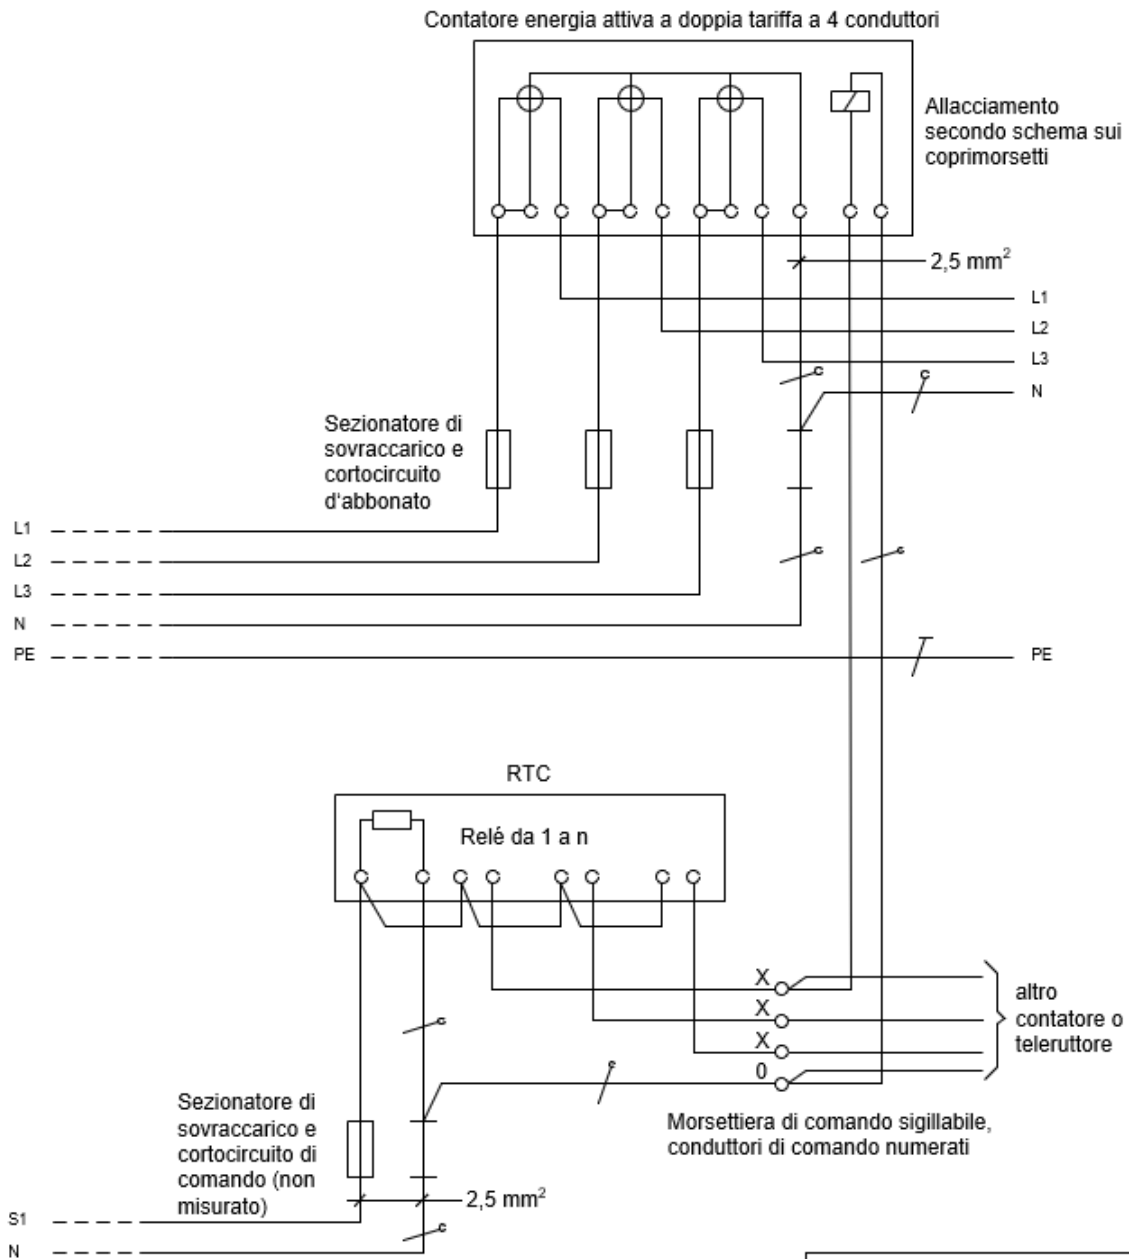 Contatore energia attiva a doppia tariffa a 4 conduttori
Allacciamento
secondo schema sui
coprimorsetti
2,5 mm²
L1
L2
L3
N
Sezionatore di
sovraccarico e
cortocircuito
d'abbonato
L1
L2
L3
N
PE
PE
RTC
Relé da 1 a n
X
X
X
0
altro
contatore o
teleruttore
Morsettiera di comando sigillabile,
conduttori di comando numerati
Sezionatore di
sovraccarico e
cortocircuito di
comando (non
misurato)
2,5 mm²
S1
N